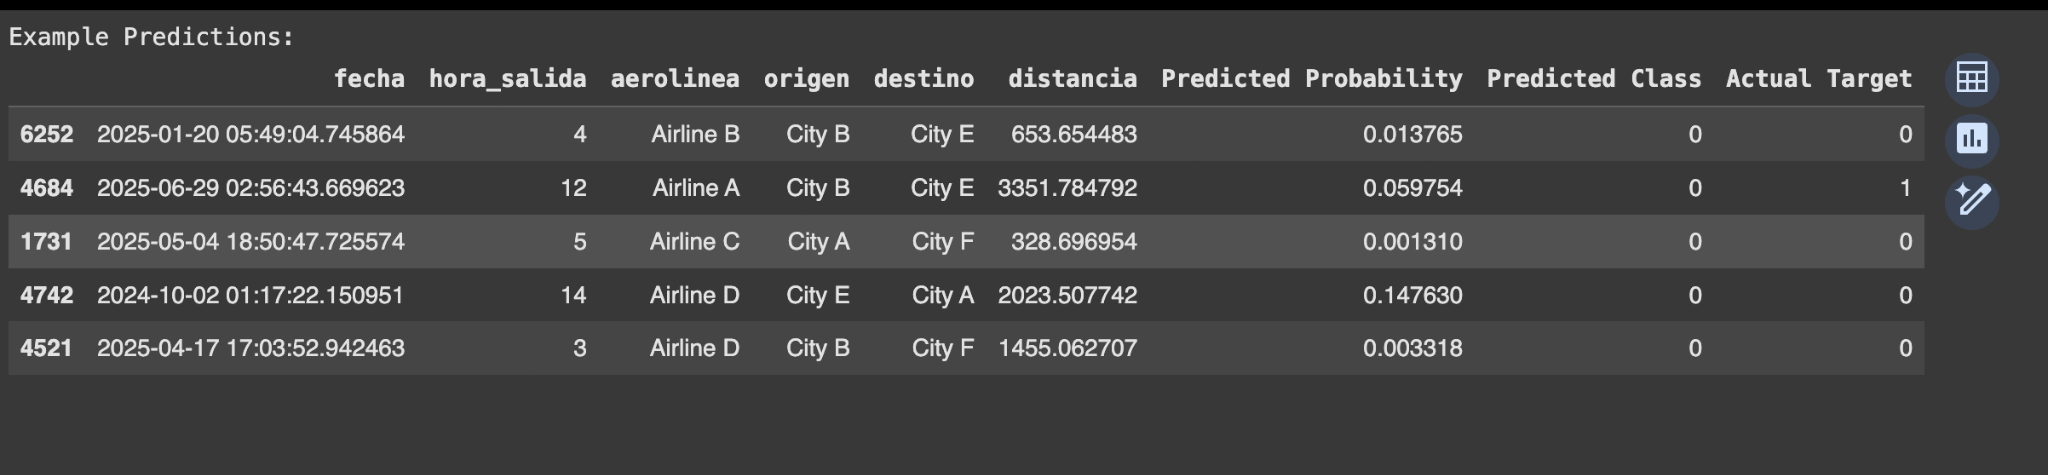 Example Predictions:
fecha hora_salida aerolinea origen destino distancia Predicted Probability Predicted Class Actual Target
6252 2025-01-20 05:49:04.745864 4 Airline B City B City E 653.654483 0.013765 0 0
4684 2025-06-29 02:56:43.669623 12 Airline A City B City E 3351.784792 0.059754 0 1
1731 2025-05-04 18:50:47.725574 5 Airline C City A City F 328.696954 0.001310 0 0
4742 2024-10-02 01:17:22.150951 14 Airline D City E City A 2023.507742 0.147630 0 0
4521 2025-04-17 17:03:52.942463 3 Airline D City B City F 1455.062707 0.003318 0 0